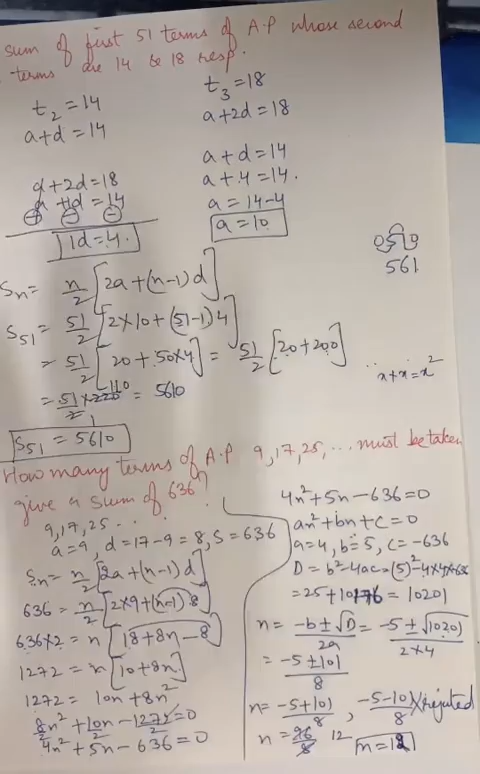 sum of first 51 terms of A.P whose second
terms are 14 & 18 resp.
t₂ = 14
a+d = 14
t₃ = 18
a+2d = 18
a+2d = 18
a+d = 14
1d = 4.
a+d = 14
a+4 = 14.
a = 14-4
a = 10
0510
561
Sn = n/2 [2a+(n-1)d]
S51 = 51/2 [2×10+(51-1)4]
= 51/2 [20+50×4] = 51/2 [20+200]
= 51/2 × 220 110 = 5610
1
x+x=x²
S51 = 5610
How many terms of A.P 9,17,25,... must be taken
give a sum of 636?
9,17,25...
a=9, d=17-9=8, S=636
Sn = n/2 [2a+(n-1)d]
636 = n/2 [2×9+(n-1)8]
636×2 = n [18+8n-8]
1272 = n [10+8n]
1272 = 10n+8n²
8n²/2 + 10n/2 - 1272/2 = 0
4n²+5n-636=0
4n²+5n-636=0
an²+bn+c=0
a=4, b=5, c=-636
D=b²-4ac=(5)²-4×4×
=25+10176=10201
n = -b±√D/2a = -5±√10201/2×4
= -5±101/8
n = -5+101/8 , -5-101/8 × rejected
n = 96/8 12
n = 12